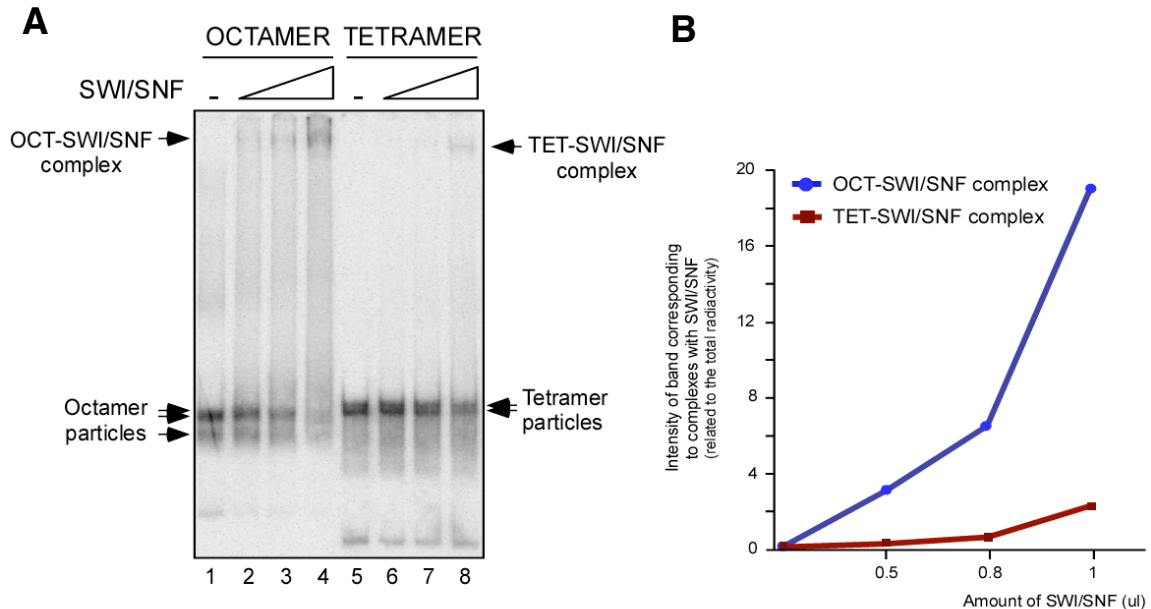 A
OCTAMER TETRAMER
SWI/SNF
- -
OCT-SWI/SNF
complex
TET-SWI/SNF
complex
Octamer
particles
Tetramer
particles
1 2 3 4 5 6 7 8
B
Intensity of band corresponding
to complexes with SWI/SNF
(related to the total radiactivity)
20
16
12
8
4
0
OCT-SWI/SNF complex
TET-SWI/SNF complex
0.5 0.8 1
Amount of SWI/SNF (ul)